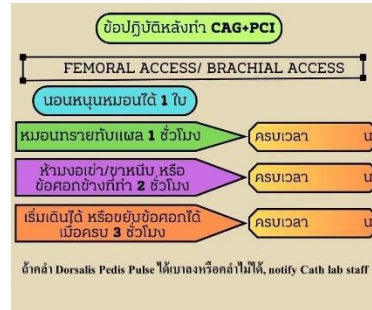 ข้อปฏิบัติหลังทำ CAG+PCI
FEMORAL ACCESS/ BRACHIAL ACCESS
นอนหนุนหมอนได้ 1 ใบ
หมอนทรายทับแผล 1 ชั่วโมง
ครบเวลา น
ห้ามงอเข่า/ขาหนีบ หรือ
ข้อศอกข้างที่ทำ 2 ชั่วโมง
ครบเวลา น
เริ่มเดินได้ หรือขยับข้อศอกได้
เมื่อครบ 3 ชั่วโมง
ครบเวลา น
ถ้าคลำ Dorsalis Pedis Pulse ได้เบาลงหรือคลำไม่ได้, notify Cath lab staff